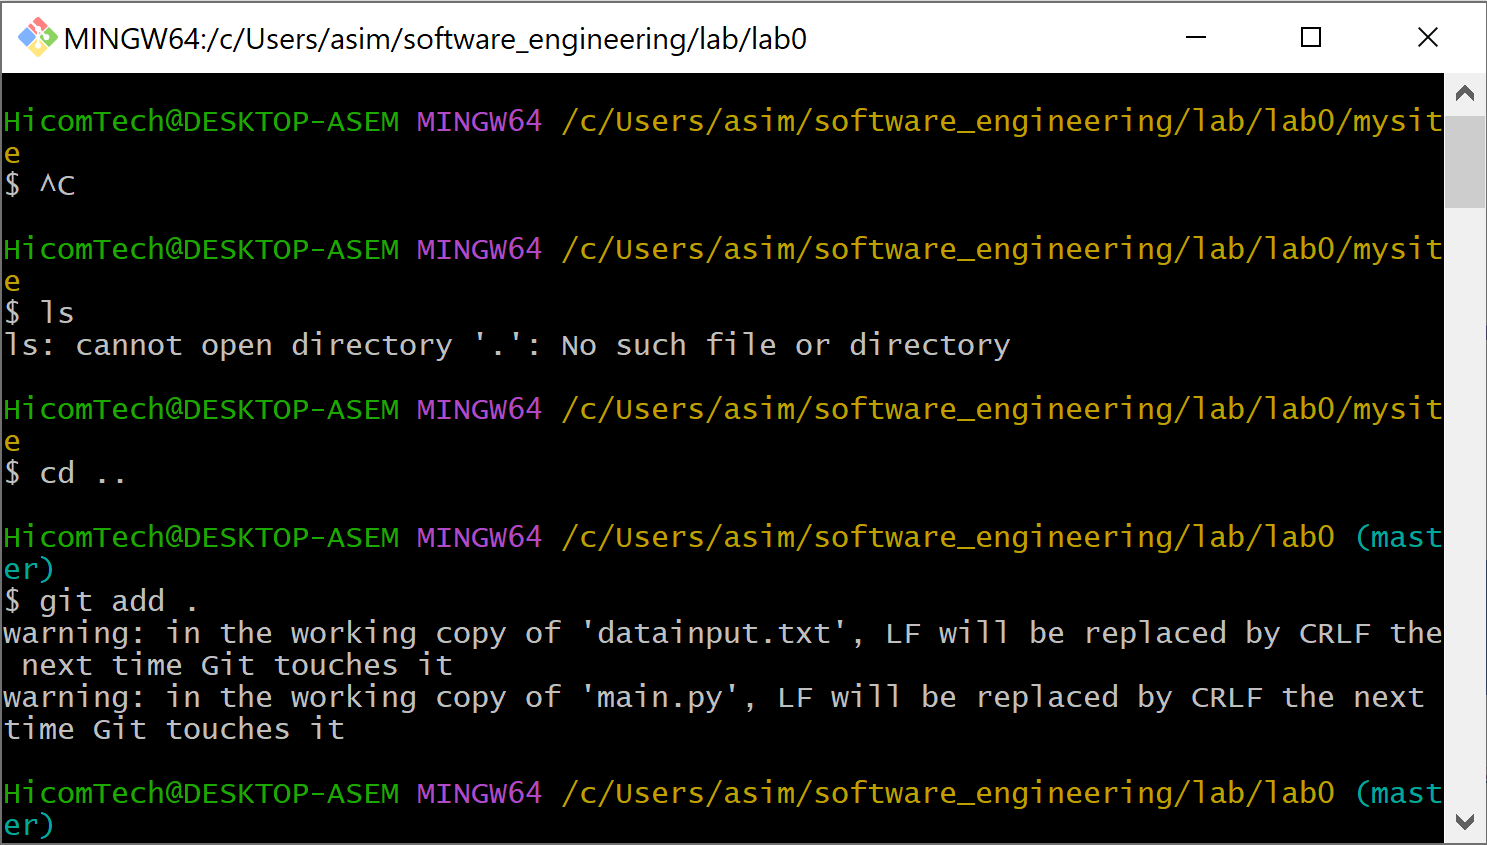 MINGW64:/c/Users/asim/software_engineering/lab/lab0
HicomTech@DESKTOP-ASEM MINGW64 /c/Users/asim/software_engineering/lab/lab0/mysit
e
$ ^C
HicomTech@DESKTOP-ASEM MINGW64 /c/Users/asim/software_engineering/lab/lab0/mysit
e
$ ls
ls: cannot open directory '.': No such file or directory
HicomTech@DESKTOP-ASEM MINGW64 /c/Users/asim/software_engineering/lab/lab0/mysit
e
$ cd ..
HicomTech@DESKTOP-ASEM MINGW64 /c/Users/asim/software_engineering/lab/lab0 (mast
er)
$ git add .
warning: in the working copy of 'datainput.txt', LF will be replaced by CRLF the
 next time Git touches it
warning: in the working copy of 'main.py', LF will be replaced by CRLF the next
time Git touches it
HicomTech@DESKTOP-ASEM MINGW64 /c/Users/asim/software_engineering/lab/lab0 (mast
er)